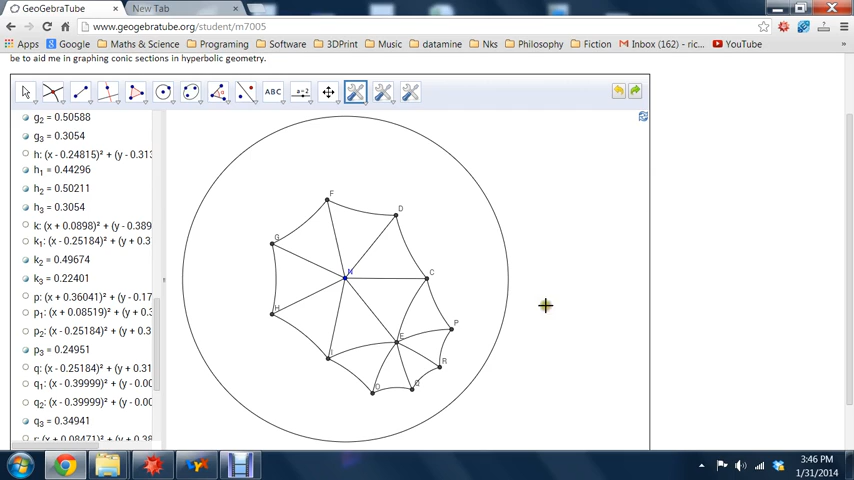 GeoGebraTube
New Tab
www.geogebratube.org/student/m7005
Apps Google Maths & Science Programing Software 3DPrint Music datamine Nks Philosophy Fiction Inbox (162) - ric... YouTube
be to aid me in graphing conic sections in hyperbolic geometry.
ABC
a=2
g₂ = 0.50588
g₃ = 0.3054
h: (x - 0.24815)² + (y - 0.313
h₁ = 0.44296
h₂ = 0.50211
h₃ = 0.3054
k: (x + 0.0898)² + (y - 0.389
k₁: (x - 0.25184)² + (y + 0.3
k₂ = 0.49674
k₃ = 0.22401
p: (x + 0.36041)² + (y - 0.17
p₁: (x + 0.08519)² + (y + 0.3
p₂: (x - 0.25184)² + (y + 0.3
p₃ = 0.24951
q: (x - 0.25184)² + (y + 0.31
q₁: (x - 0.39999)² + (y - 0.00
q₂: (x - 0.39999)² + (y - 0.00
q₃ = 0.34941
r: (x + 0.08471)² + (y + 0.38
F
D
G
N
C
H
P
E
I
R
O
Q
3:46 PM
1/31/2014